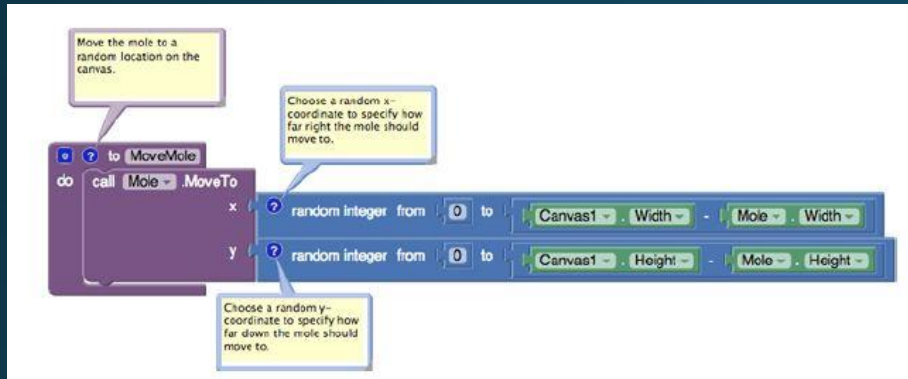 Move the mole to a
random location on the
canvas.
Choose a random x-
coordinate to specify how
far right the mole should
move to.
? to MoveMole
do call Mole .MoveTo
x ? random integer from 0 to Canvas1 . Width - Mole . Width
y ? random integer from 0 to Canvas1 . Height - Mole . Height
Choose a random y-
coordinate to specify how
far down the mole should
move to.